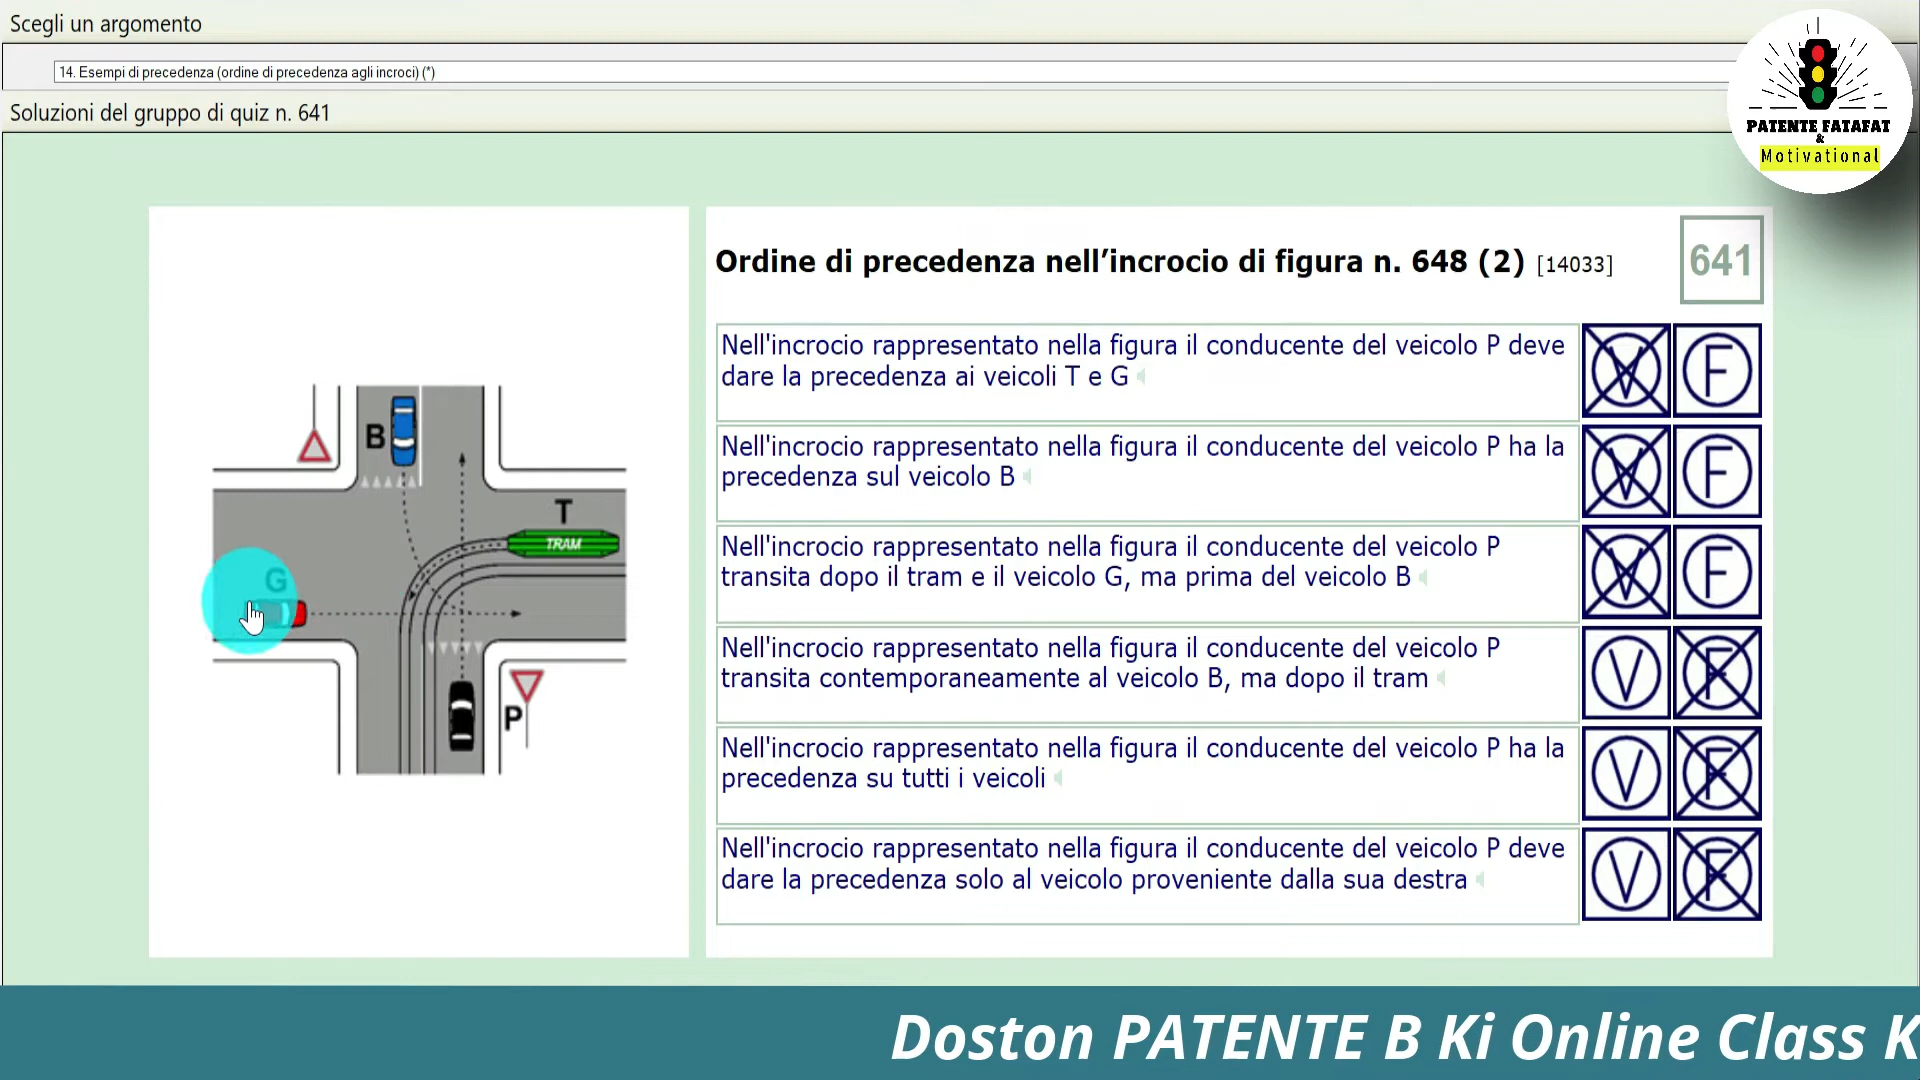 Scegli un argomento
14. Esempi di precedenza (ordine di precedenza agli incroci) (*)
Soluzioni del gruppo di quiz n. 641
PATENTE FATAFAT
&
Motivational
Ordine di precedenza nell’incrocio di figura n. 648 (2) [14033]
641
Nell'incrocio rappresentato nella figura il conducente del veicolo P deve
dare la precedenza ai veicoli T e G
V F
Nell'incrocio rappresentato nella figura il conducente del veicolo P ha la
precedenza sul veicolo B
V F
Nell'incrocio rappresentato nella figura il conducente del veicolo P
transita dopo il tram e il veicolo G, ma prima del veicolo B
V F
Nell'incrocio rappresentato nella figura il conducente del veicolo P
transita contemporaneamente al veicolo B, ma dopo il tram
V F
Nell'incrocio rappresentato nella figura il conducente del veicolo P ha la
precedenza su tutti i veicoli
V F
Nell'incrocio rappresentato nella figura il conducente del veicolo P deve
dare la precedenza solo al veicolo proveniente dalla sua destra
V F
B
T
TRAM
G
P
Doston PATENTE B Ki Online Class K